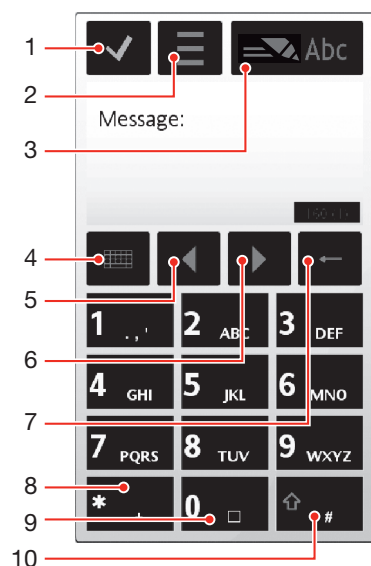 1
Abc
2
3
Message:
4
5
6
1 .,'
2 ABC
3 DEF
4 GHI
5 JKL
6 MNO
7
7 PQRS
8 TUV
9 WXYZ
8
* +
0
#
9
10